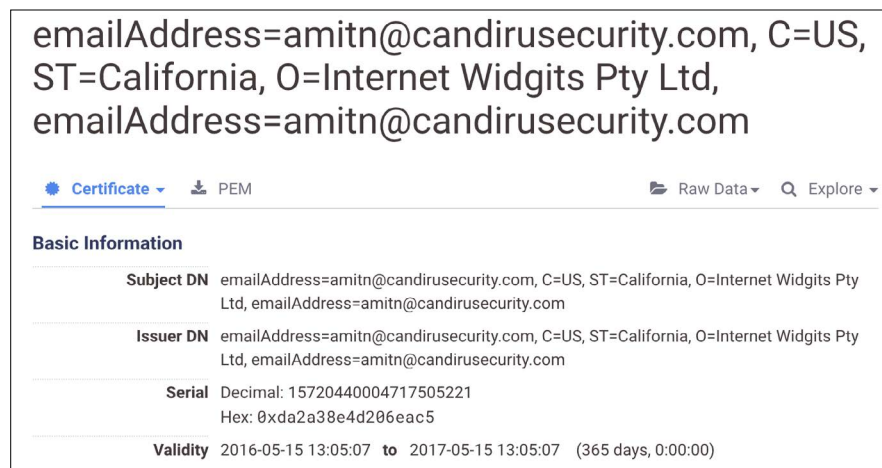 emailAddress=amitn@candirusecurity.com, C=US,
ST=California, O=Internet Widgits Pty Ltd,
emailAddress=amitn@candirusecurity.com
Certificate PEM Raw Data Explore
Basic Information
Subject DN emailAddress=amitn@candirusecurity.com, C=US, ST=California, O=Internet Widgits Pty
Ltd, emailAddress=amitn@candirusecurity.com
Issuer DN emailAddress=amitn@candirusecurity.com, C=US, ST=California, O=Internet Widgits Pty
Ltd, emailAddress=amitn@candirusecurity.com
Serial Decimal: 15720440004717505221
Hex: 0xda2a38e4d206eac5
Validity 2016-05-15 13:05:07 to 2017-05-15 13:05:07 (365 days, 0:00:00)